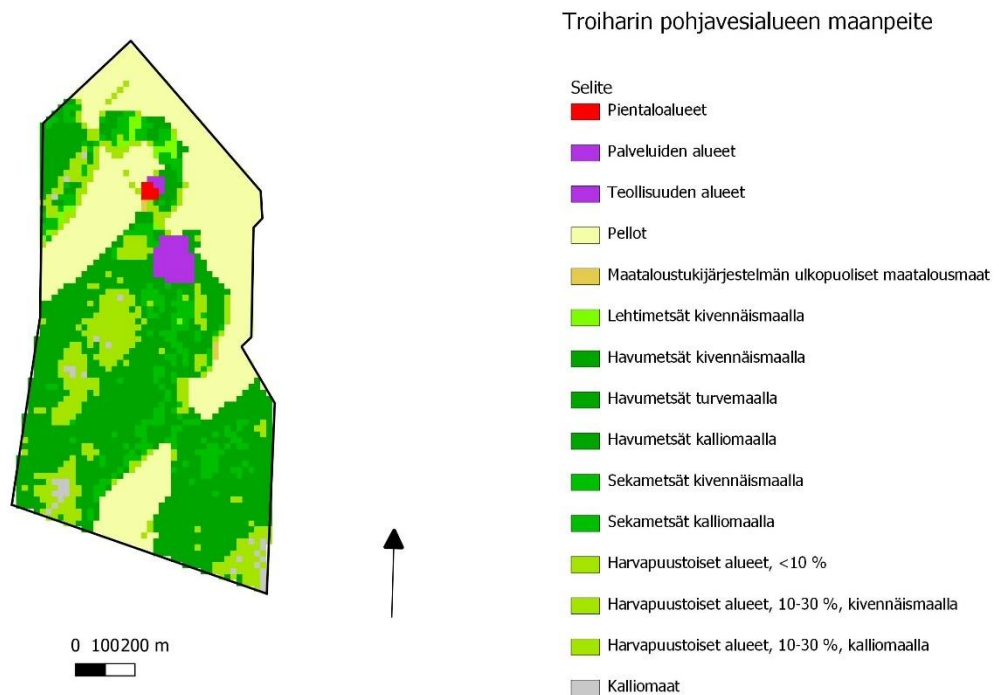 Troiharin pohjavesialueen maanpeite
Selite
Pientaloalueet
Palveluiden alueet
Teollisuuden alueet
Pellot
Maataloustukijärjestelmän ulkopuoliset maatalousmaat
Lehtimetsät kivennäismaalla
Havumetsät kivennäismaalla
Havumetsät turvemaalla
Havumetsät kalliomaalla
Sekametsät kivennäismaalla
Sekametsät kalliomaalla
Harvapuustoiset alueet, <10 %
Harvapuustoiset alueet, 10-30 %, kivennäismaalla
Harvapuustoiset alueet, 10-30 %, kalliomaalla
Kalliomaat
0 100200 m